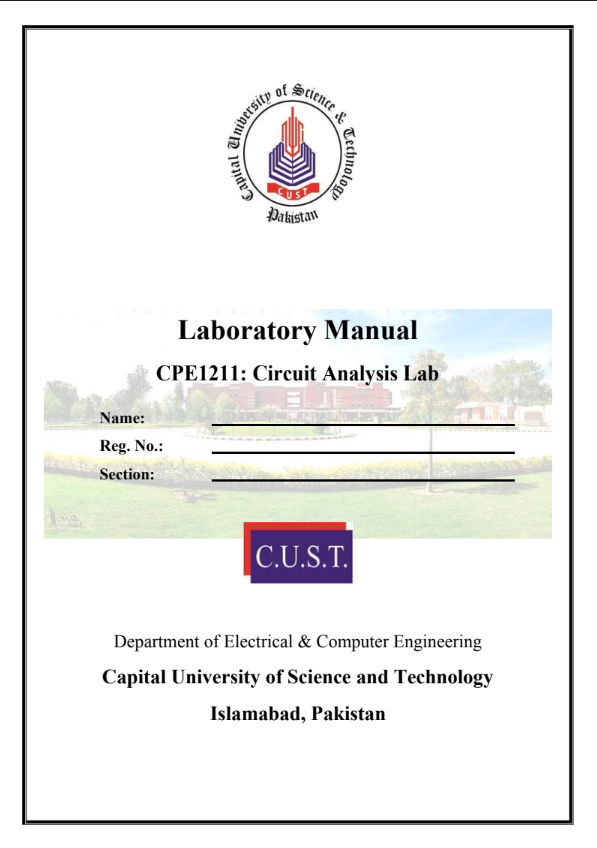 Capital University of Science & Technology
CUST
Pakistan
Laboratory Manual
CPE1211: Circuit Analysis Lab
Name:
Reg. No.:
Section:
C.U.S.T.
Department of Electrical & Computer Engineering
Capital University of Science and Technology
Islamabad, Pakistan